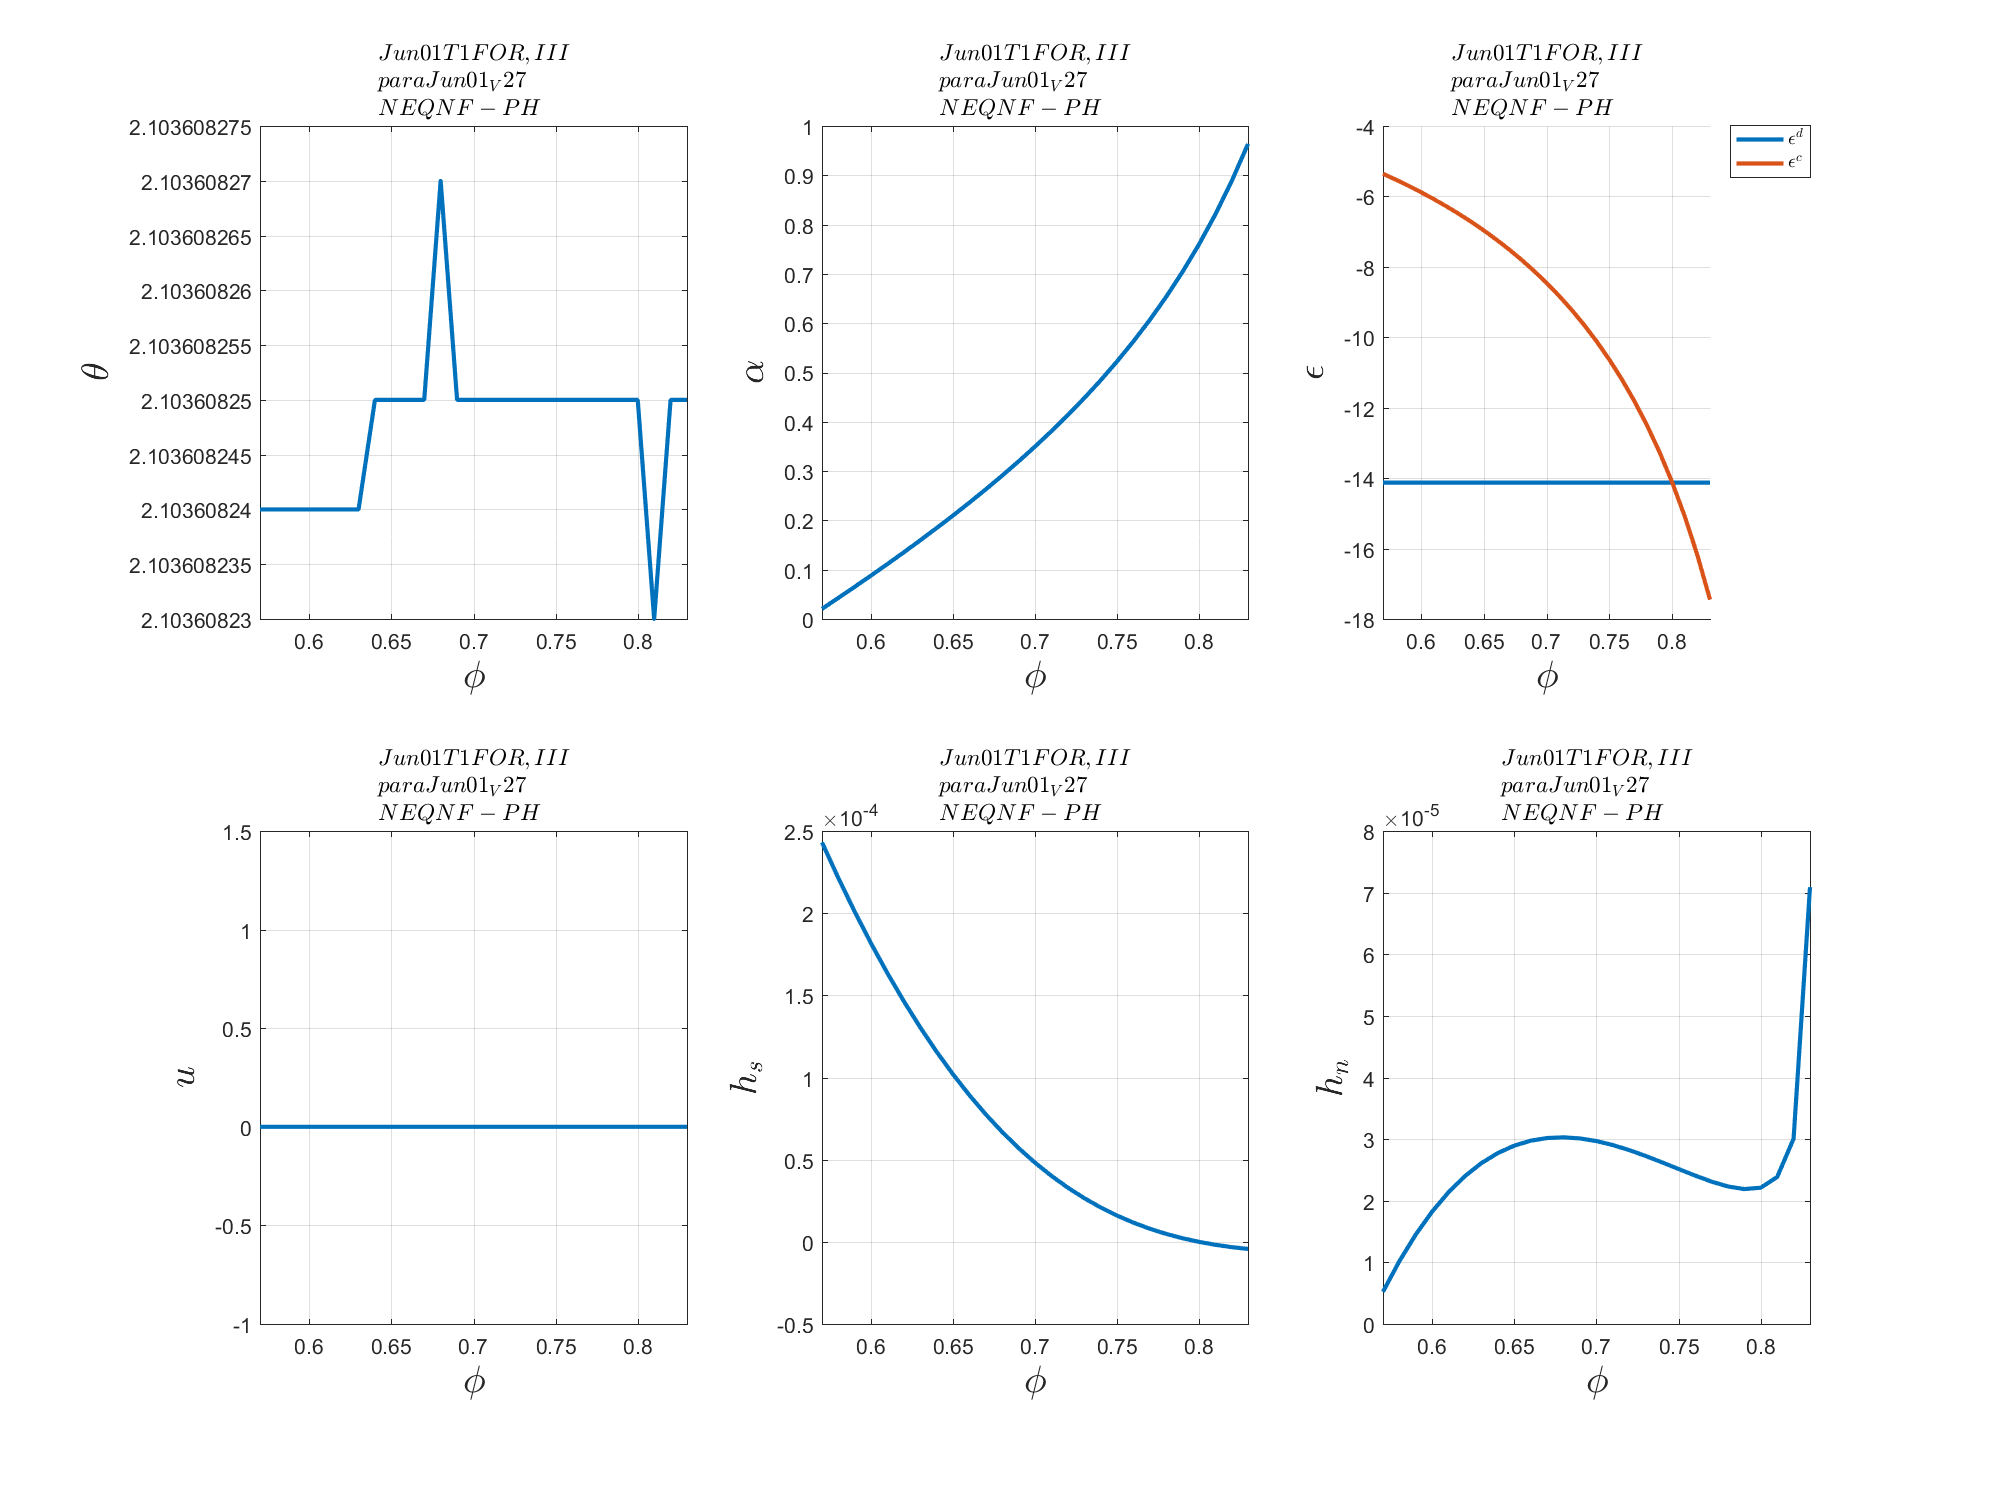 Jun01T1FOR, III
paraJun01_V27
NEQNF − PH
2.103608275
2.10360827
2.103608265
2.10360826
2.103608255
2.10360825
2.103608245
2.10360824
2.103608235
2.10360823
θ
0.6 0.65 0.7 0.75 0.8
ϕ
Jun01T1FOR, III
paraJun01_V27
NEQNF − PH
1
0.9
0.8
0.7
0.6
0.5
0.4
0.3
0.2
0.1
0
α
0.6 0.65 0.7 0.75 0.8
ϕ
Jun01T1FOR, III
paraJun01_V27
NEQNF − PH
-4
-6
-8
-10
-12
-14
-16
-18
ϵ
0.6 0.65 0.7 0.75 0.8
ϕ
ϵ^d
ϵ^c
Jun01T1FOR, III
paraJun01_V27
NEQNF − PH
1.5
1
0.5
0
-0.5
-1
u
0.6 0.65 0.7 0.75 0.8
ϕ
Jun01T1FOR, III
paraJun01_V27
NEQNF − PH
×10^-4
2.5
2
1.5
1
0.5
0
-0.5
h_s
0.6 0.65 0.7 0.75 0.8
ϕ
Jun01T1FOR, III
paraJun01_V27
NEQNF − PH
×10^-5
8
7
6
5
4
3
2
1
0
h_n
0.6 0.65 0.7 0.75 0.8
ϕ